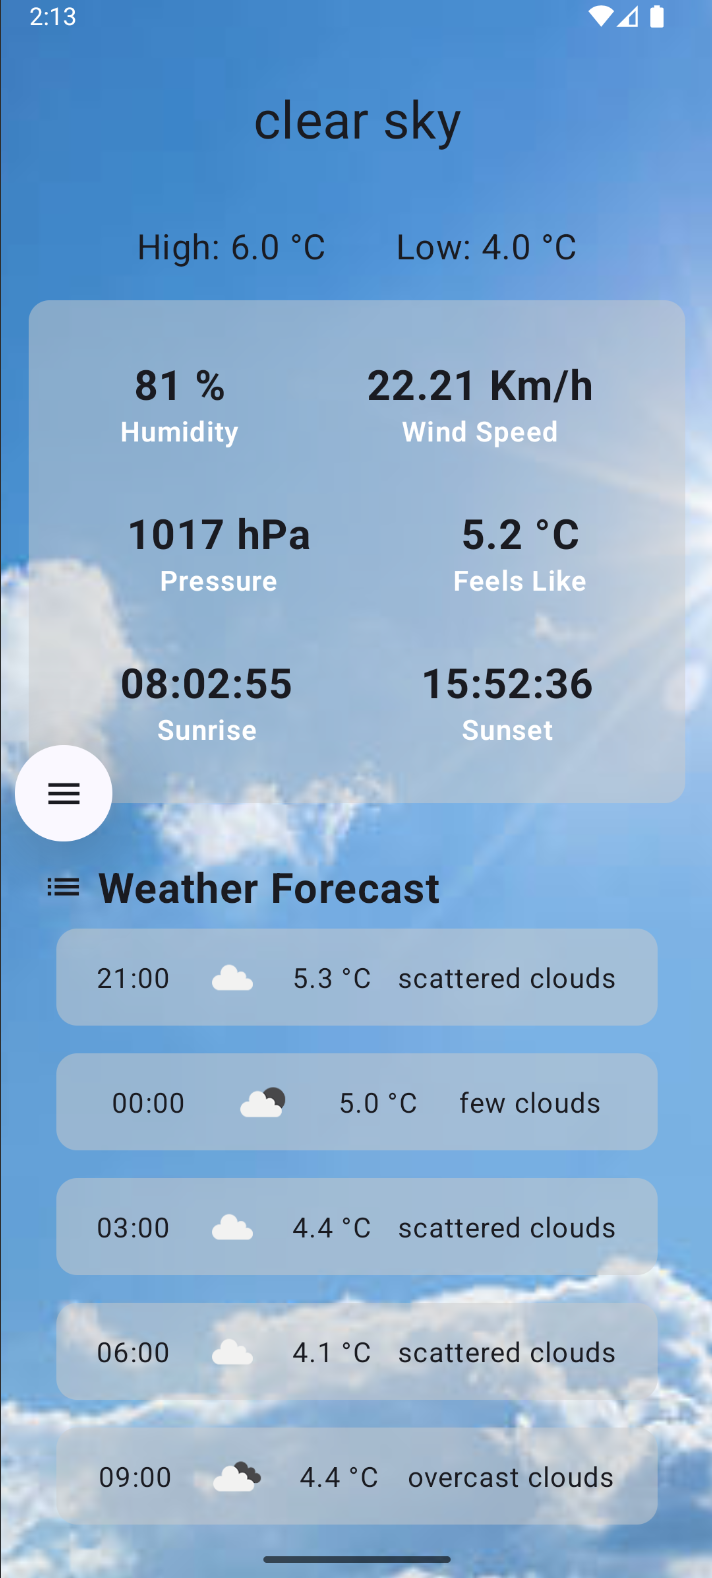 2:13
clear sky
High: 6.0 °C Low: 4.0 °C
81 % 22.21 Km/h
Humidity Wind Speed
1017 hPa 5.2 °C
Pressure Feels Like
08:02:55 15:52:36
Sunrise Sunset
Weather Forecast
21:00 5.3 °C scattered clouds
00:00 5.0 °C few clouds
03:00 4.4 °C scattered clouds
06:00 4.1 °C scattered clouds
09:00 4.4 °C overcast clouds